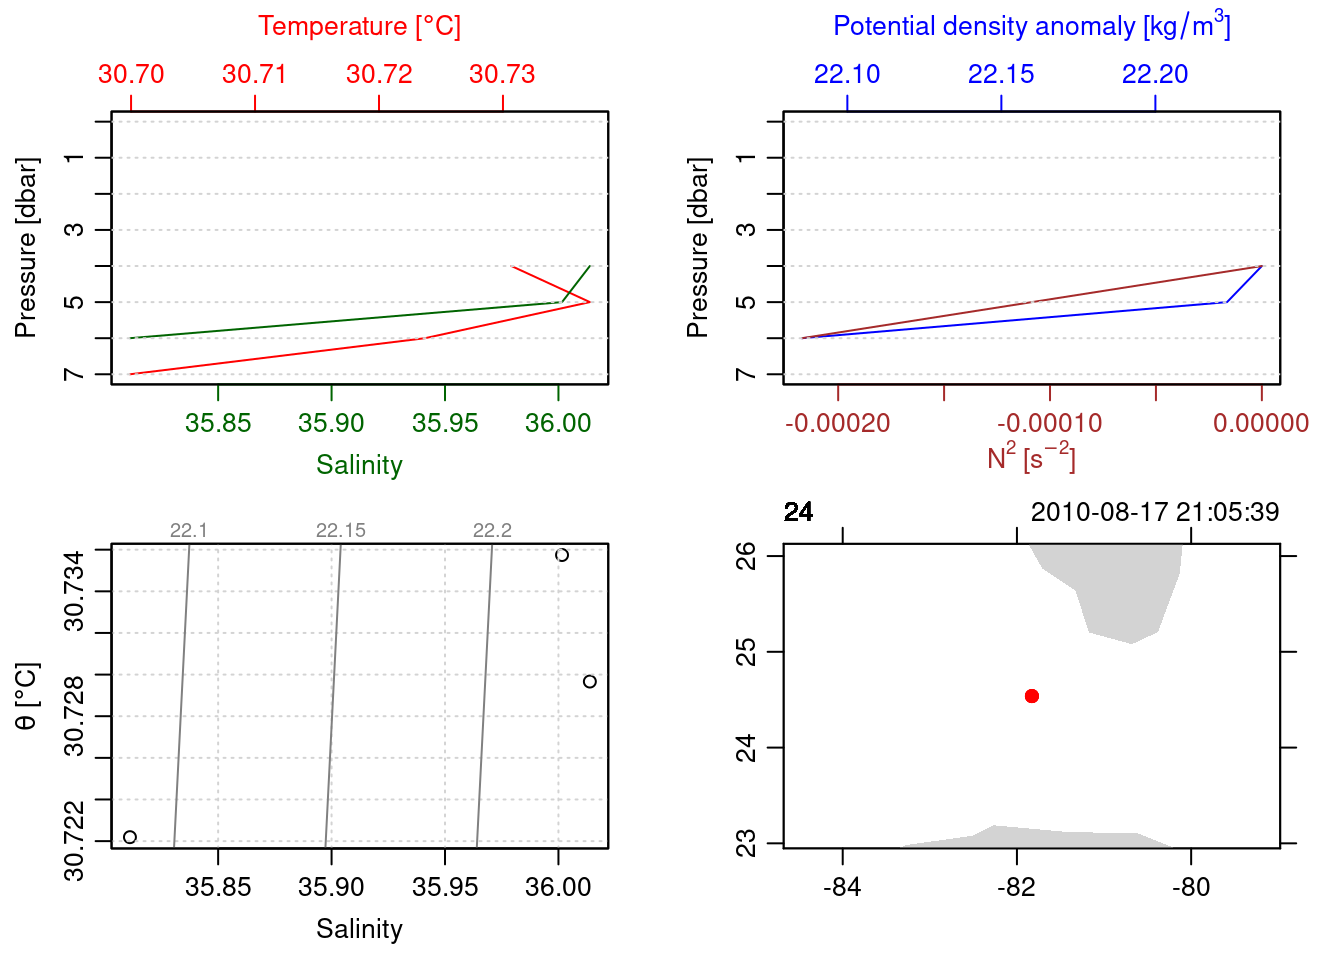 Temperature [°C]
30.70 30.71 30.72 30.73
Pressure [dbar]
1
3
5
7
35.85 35.90 35.95 36.00
Salinity
Potential density anomaly [kg/m³]
22.10 22.15 22.20
Pressure [dbar]
1
3
5
7
-0.00020 -0.00010 0.00000
N² [s⁻²]
22.1 22.15 22.2
θ [°C]
30.734
30.728
30.722
35.85 35.90 35.95 36.00
Salinity
24 2010-08-17 21:05:39
26
25
24
23
-84 -82 -80